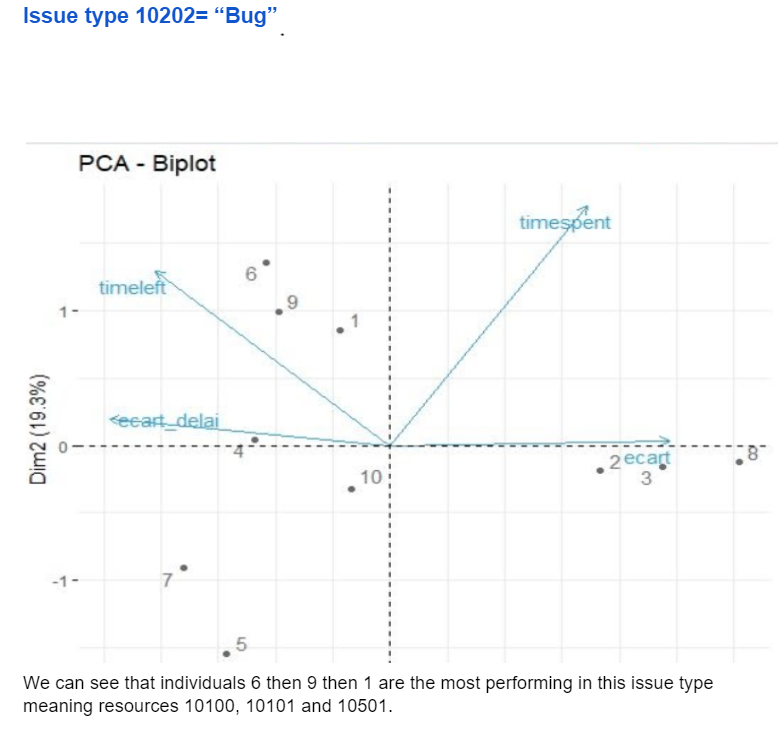 Issue type 10202= “Bug”
.
PCA - Biplot
timespent
6
timeleft
9
1
1
ecart_delai
Dim2 (19.3%)
0
4
2 ecart
8
3
10
-1
7
5
We can see that individuals 6 then 9 then 1 are the most performing in this issue type
meaning resources 10100, 10101 and 10501.